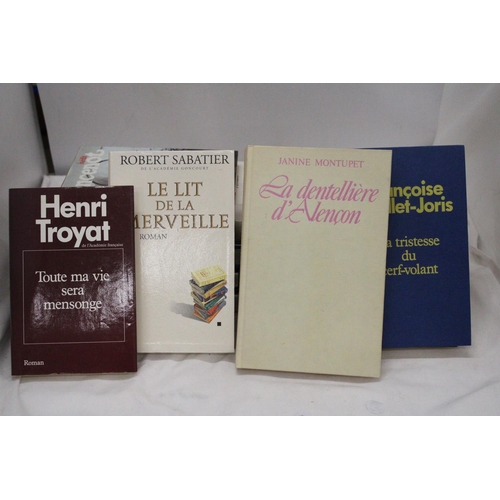 Henri
Troyat
de l'Académie française
Toute ma vie
sera
mensonge
Roman
ROBERT SABATIER
DE L'ACADÉMIE GONCOURT
LE LIT
DE LA
MERVEILLE
ROMAN
JANINE MONTUPET
La dentellière
d'Alençon
nçoise
llet-Joris
a tristesse
du
erf-volant